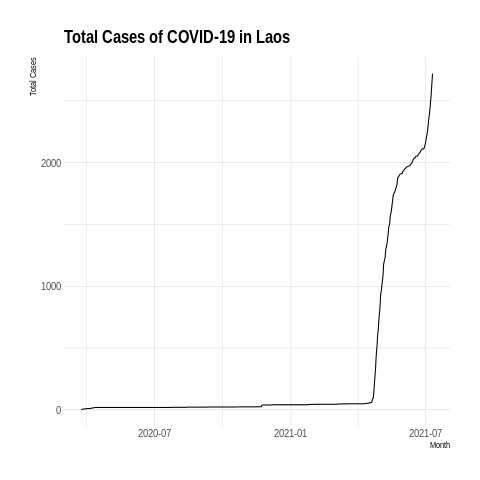 Total Cases of COVID-19 in Laos
Total Cases
2000
1000
0
2020-07
2021-01
2021-07
Month